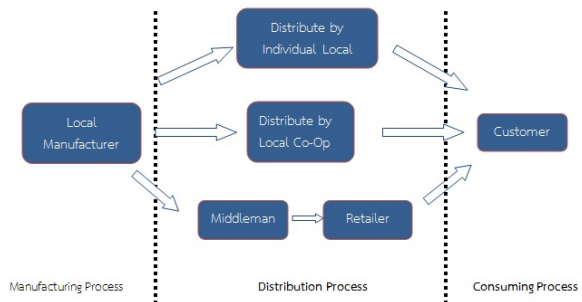 Distribute by
Individual Local
Local
Manufacturer
Distribute by
Local Co-Op
Customer
Middleman
Retailer
Manufacturing Process
Distribution Process
Consuming Process